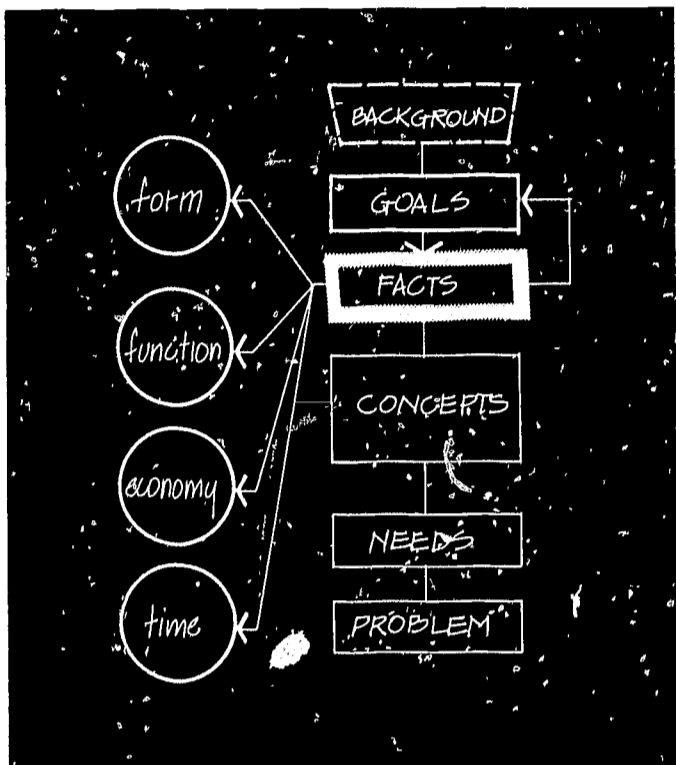 BACKGROUND
form
GOALS
FACTS
function
CONCEPTS
economy
NEEDS
time
PROBLEM